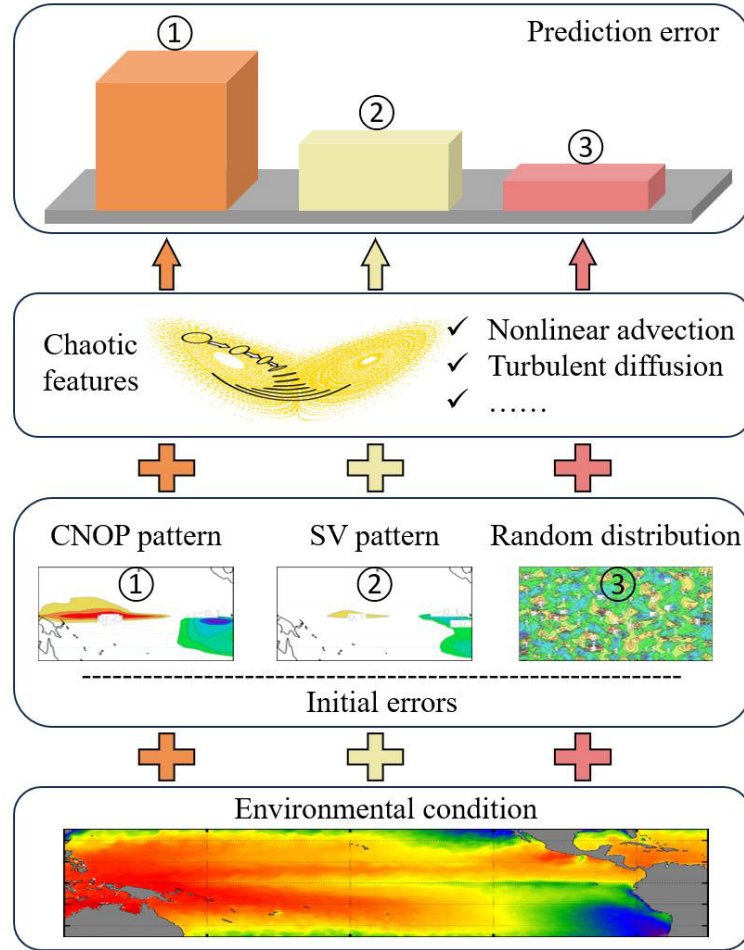 Prediction error
①
②
③
Chaotic
features
✓ Nonlinear advection
✓ Turbulent diffusion
✓ ……
CNOP pattern
SV pattern
Random distribution
①
②
③
Initial errors
Environmental condition